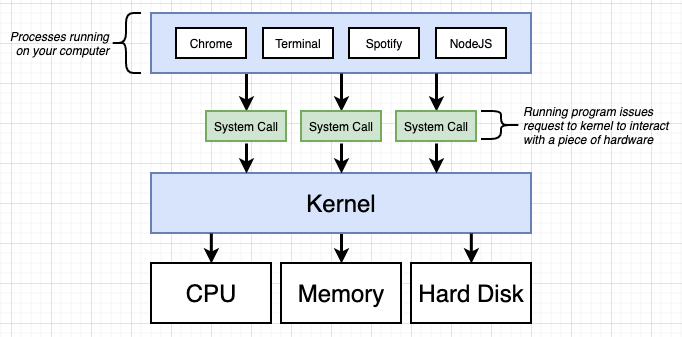 Processes running
on your computer
Chrome
Terminal
Spotify
NodeJS
System Call
System Call
System Call
Running program issues
request to kernel to interact
with a piece of hardware
Kernel
CPU
Memory
Hard Disk